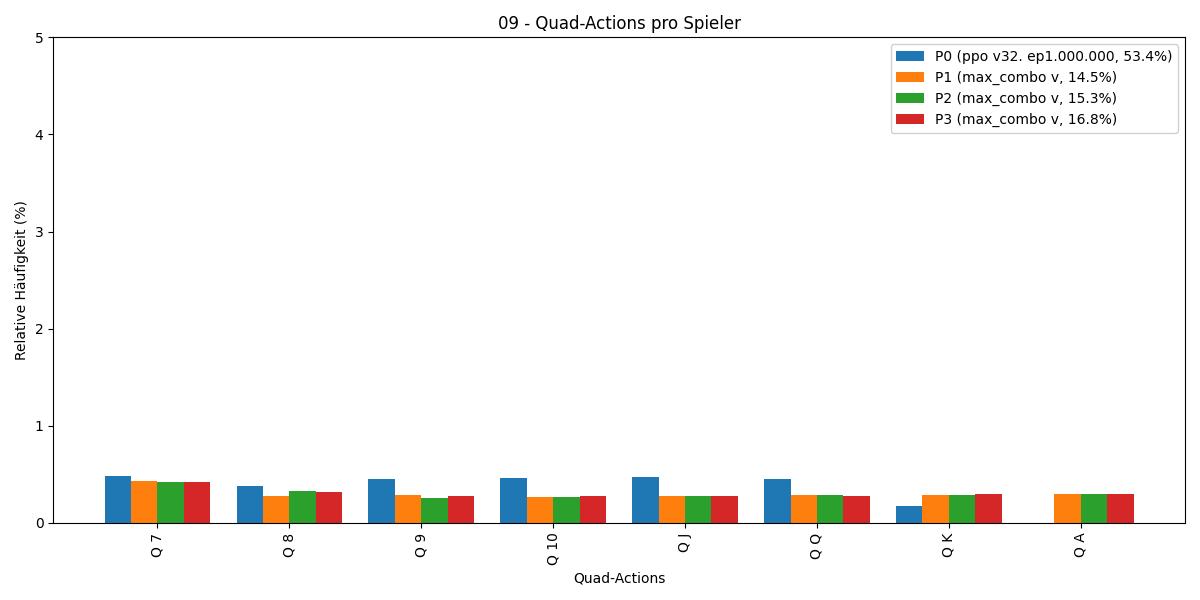 09 - Quad-Actions pro Spieler
P0 (ppo v32. ep1.000.000, 53.4%)
P1 (max_combo v, 14.5%)
P2 (max_combo v, 15.3%)
P3 (max_combo v, 16.8%)
Relative Häufigkeit (%)
5
4
3
2
1
0
Q 7
Q 8
Q 9
Q 10
Q J
Q Q
Q K
Q A
Quad-Actions